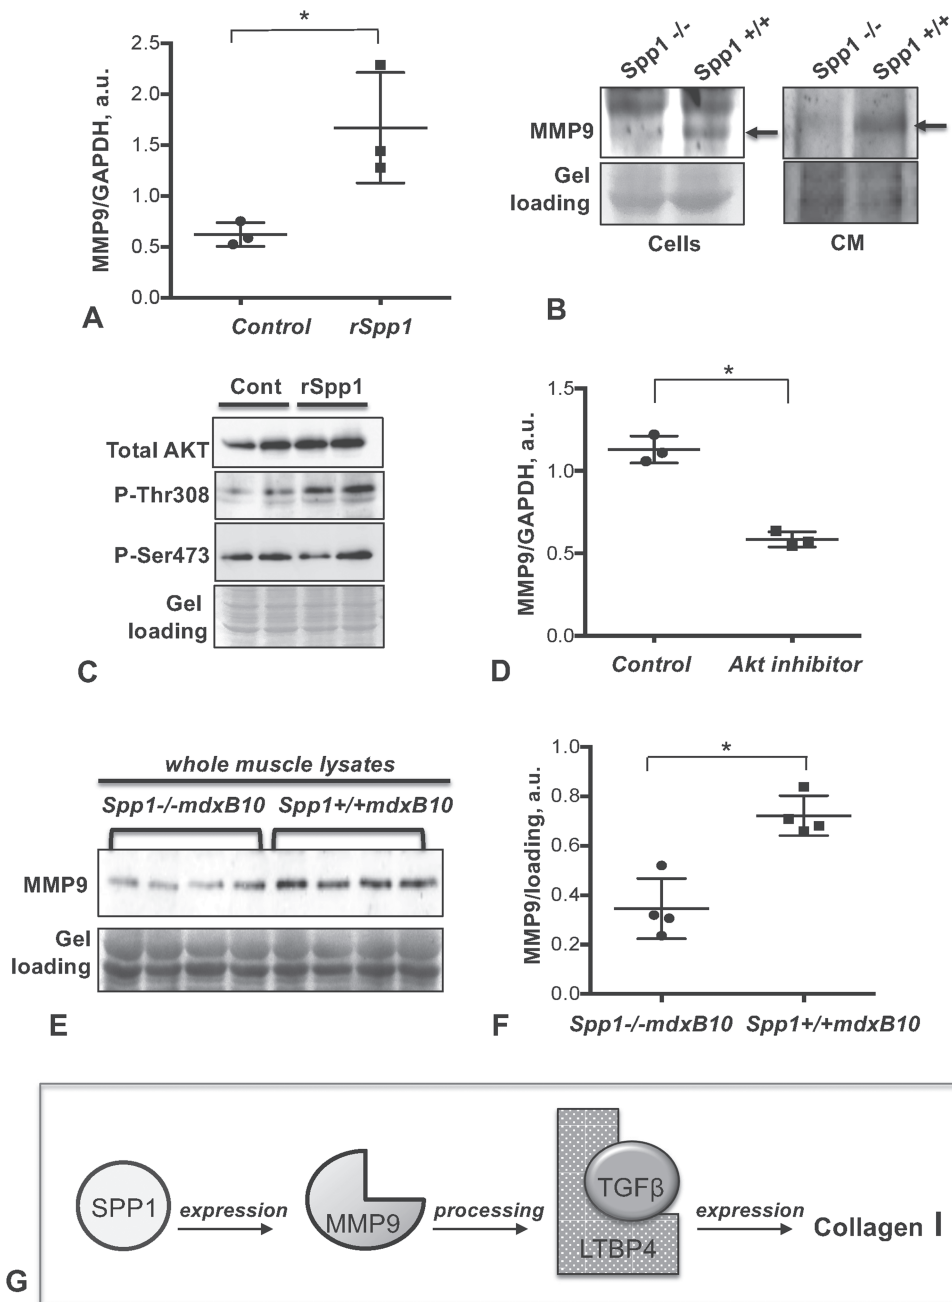 *
MMP9/GAPDH, a.u.
2.5
2.0
1.5
1.0
0.5
0.0
Control rSpp1
A
Spp1 -/- Spp1 +/+ Spp1 -/- Spp1 +/+
MMP9
Gel
loading
Cells CM
B
Cont rSpp1
Total AKT
P-Thr308
P-Ser473
Gel
loading
C
*
MMP9/GAPDH, a.u.
1.5
1.0
0.5
0.0
Control Akt inhibitor
D
whole muscle lysates
Spp1-/-mdxB10 Spp1+/+mdxB10
MMP9
Gel
loading
E
*
MMP9/loading, a.u.
1.0
0.8
0.6
0.4
0.2
0.0
Spp1-/-mdxB10 Spp1+/+mdxB10
F
SPP1 expression MMP9 processing TGFβ expression Collagen I
LTBP4
G